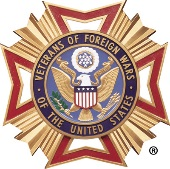 VETERANS OF FOREIGN WARS
OF THE UNITED STATES
®